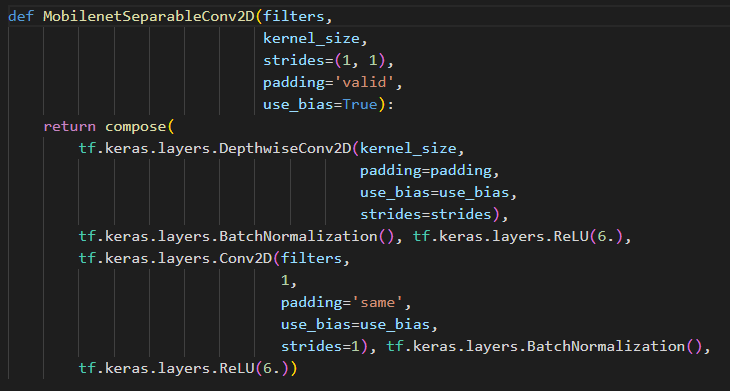 def MobilenetSeparableConv2D(filters,
                             kernel_size,
                             strides=(1, 1),
                             padding='valid',
                             use_bias=True):
    return compose(
        tf.keras.layers.DepthwiseConv2D(kernel_size,
                                        padding=padding,
                                        use_bias=use_bias,
                                        strides=strides),
        tf.keras.layers.BatchNormalization(), tf.keras.layers.ReLU(6.),
        tf.keras.layers.Conv2D(filters,
                               1,
                               padding='same',
                               use_bias=use_bias,
                               strides=1), tf.keras.layers.BatchNormalization(),
        tf.keras.layers.ReLU(6.))